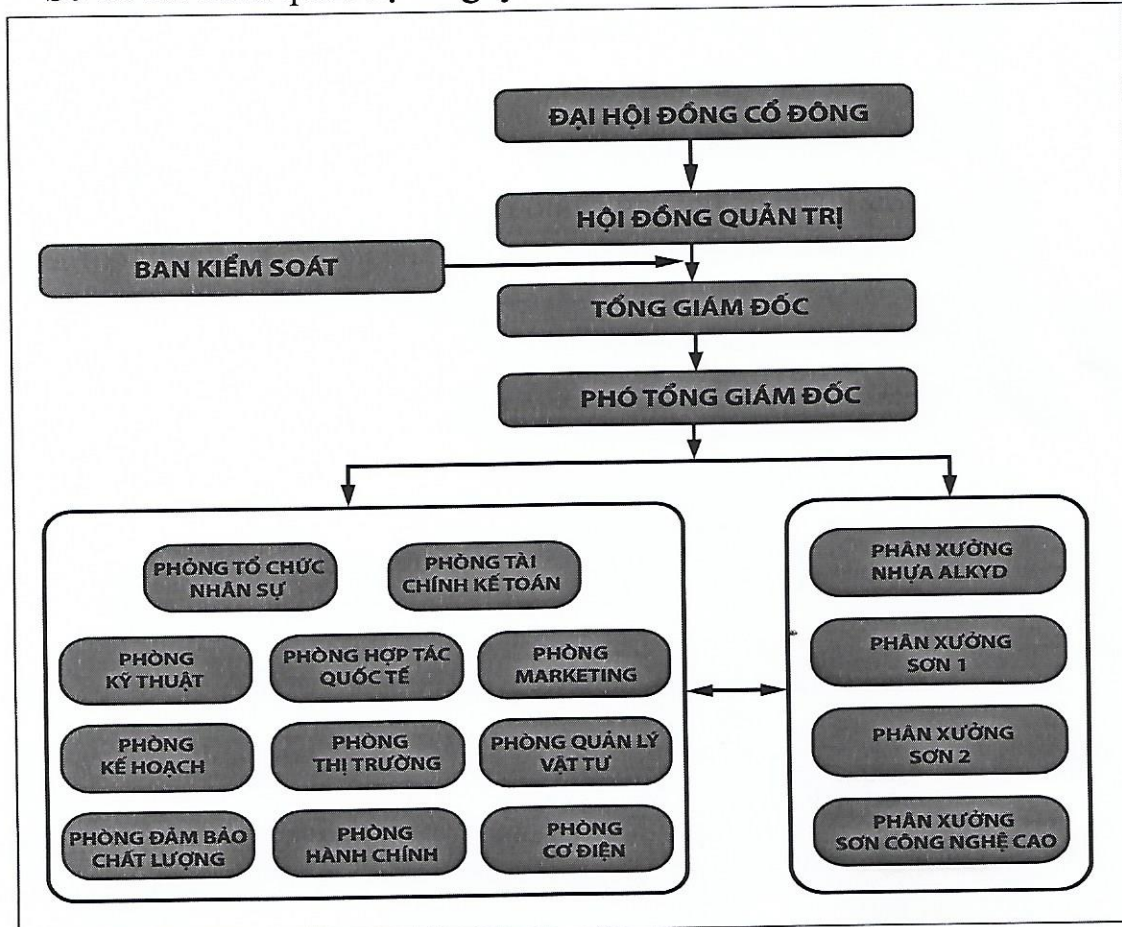 ĐẠI HỘI ĐỒNG CỔ ĐÔNG
HỘI ĐỒNG QUẢN TRỊ
BAN KIỂM SOÁT
TỔNG GIÁM ĐỐC
PHÓ TỔNG GIÁM ĐỐC
PHÒNG TỔ CHỨC
NHÂN SỰ
PHÒNG TÀI
CHÍNH KẾ TOÁN
PHÒNG
KỸ THUẬT
PHÒNG HỢP TÁC
QUỐC TẾ
PHÒNG
MARKETING
PHÒNG
KẾ HOẠCH
PHÒNG
THỊ TRƯỜNG
PHÒNG QUẢN LÝ
VẬT TƯ
PHÒNG ĐẢM BẢO
CHẤT LƯỢNG
PHÒNG
HÀNH CHÍNH
PHÒNG
CƠ ĐIỆN
PHÂN XƯỞNG
NHỰA ALKYD
PHÂN XƯỞNG
SƠN 1
PHÂN XƯỞNG
SƠN 2
PHÂN XƯỞNG
SƠN CÔNG NGHỆ CAO